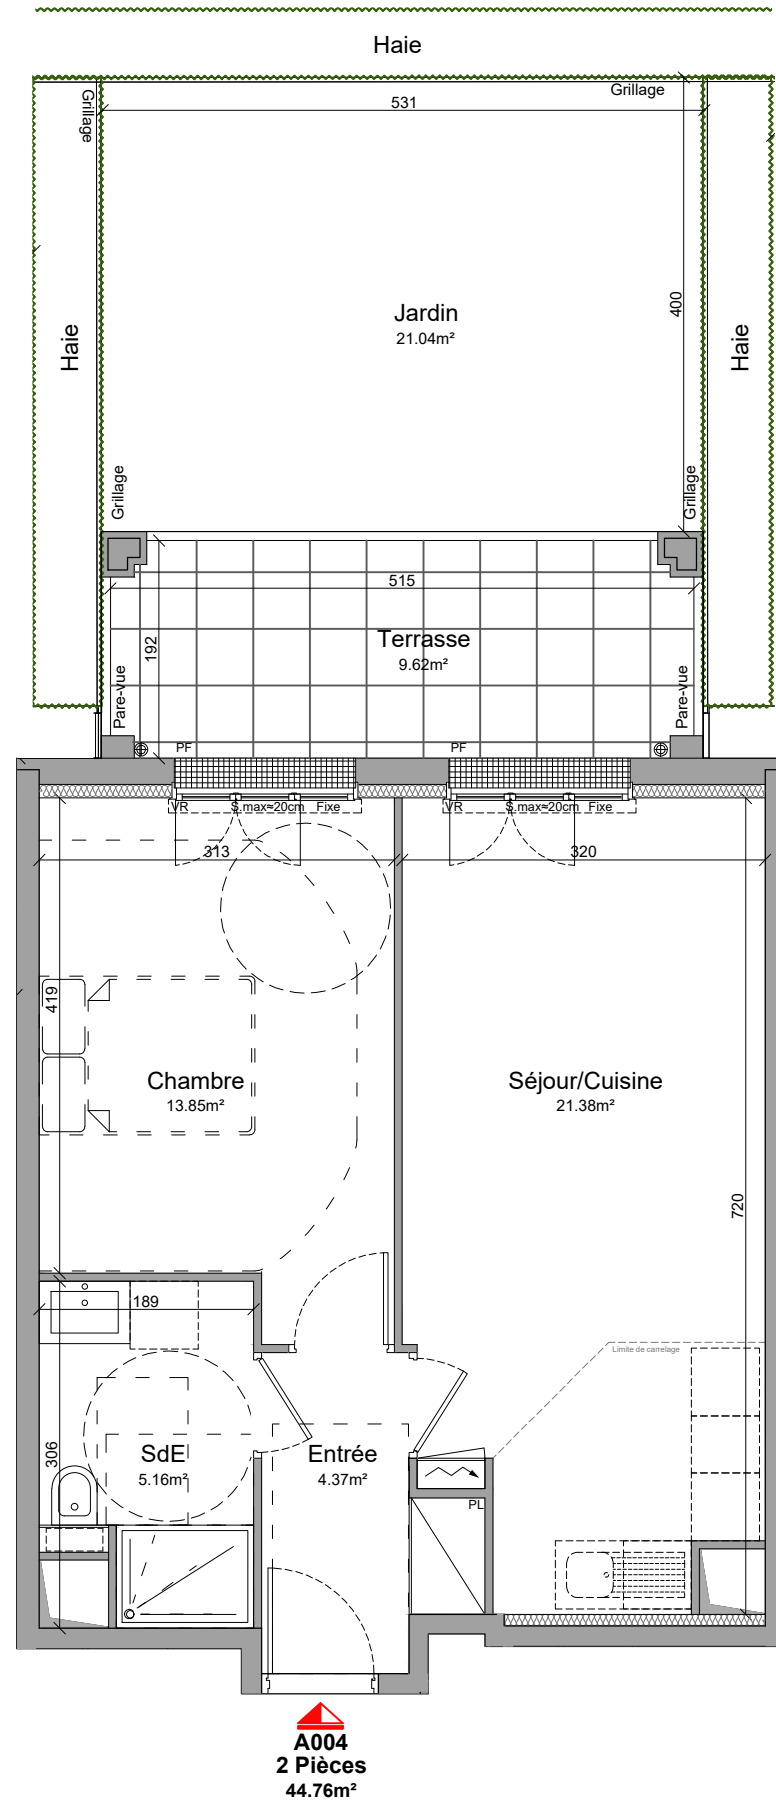 Haie
Grillage
Grillage
531
400
Jardin
21.04m²
Haie
Haie
Grillage
Grillage
515
192
Terrasse
9.62m²
Pare-vue
Pare-vue
PF
PF
VR S.max≈20cm Fixe
VR S.max≈20cm Fixe
313
320
419
Chambre
13.85m²
Séjour/Cuisine
21.38m²
720
189
Limite de carrelage
306
SdE
5.16m²
Entrée
4.37m²
PL
A004
2 Pièces
44.76m²